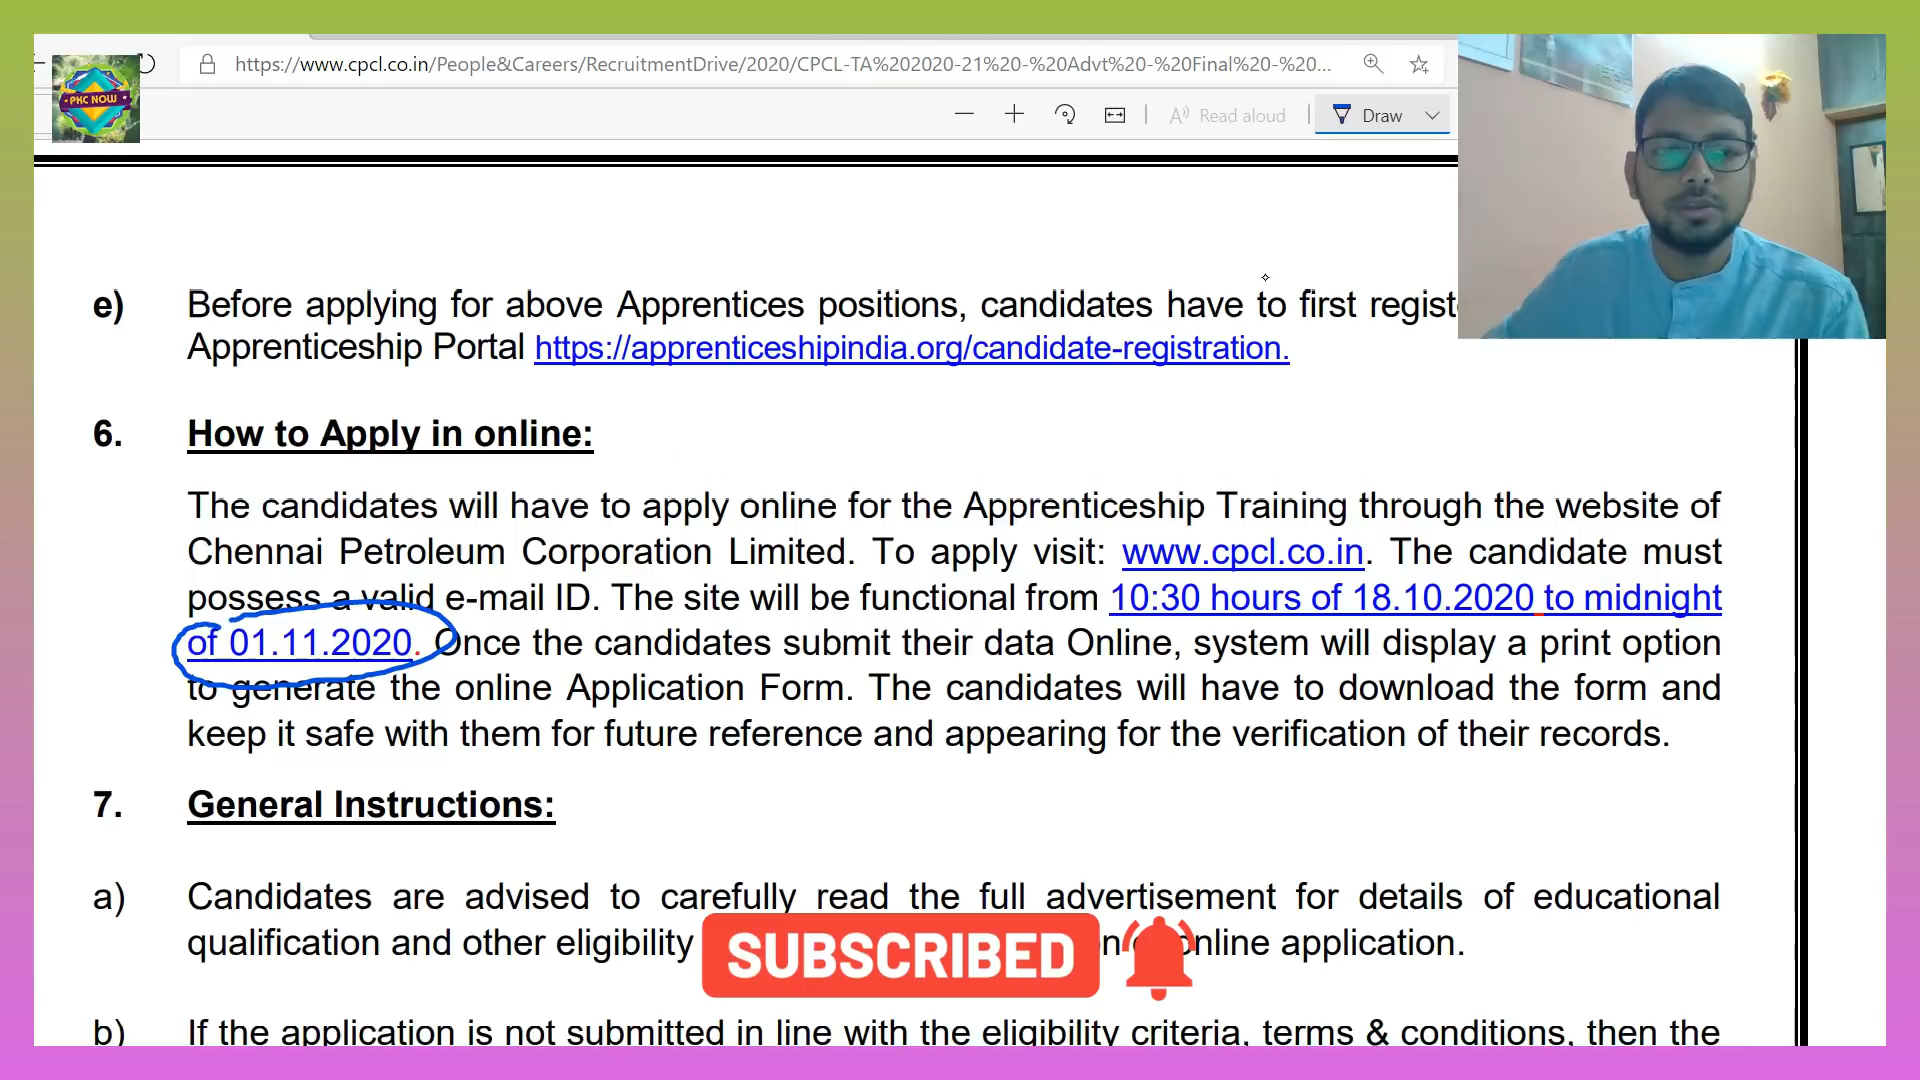 https://www.cpcl.co.in/People&Careers/RecruitmentDrive/2020/CPCL-TA%202020-21%20-%20Advt%20-%20Final%20-%20...
PKC NOW
Read aloud
Draw
e) Before applying for above Apprentices positions, candidates have to first
Apprenticeship Portal https://apprenticeshipindia.org/candidate-registration.
6. How to Apply in online:
The candidates will have to apply online for the Apprenticeship Training through the website of
Chennai Petroleum Corporation Limited. To apply visit: www.cpcl.co.in. The candidate must
possess a valid e-mail ID. The site will be functional from 10:30 hours of 18.10.2020 to midnight
of 01.11.2020. Once the candidates submit their data Online, system will display a print option
to generate the online Application Form. The candidates will have to download the form and
keep it safe with them for future reference and appearing for the verification of their records.
7. General Instructions:
a) Candidates are advised to carefully read the full advertisement for details of educational
qualification and other eligibility online application.
SUBSCRIBED
b) If the application is not submitted in line with the eligibility criteria, terms & conditions, then the